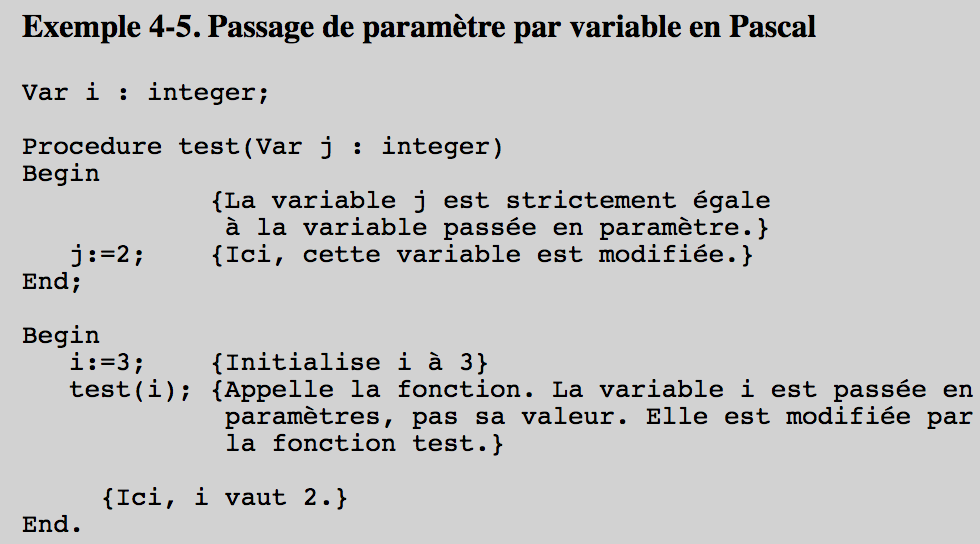 Exemple 4-5. Passage de paramètre par variable en Pascal
Var i : integer;
Procedure test(Var j : integer)
Begin
{La variable j est strictement égale
à la variable passée en paramètre.}
j:=2; {Ici, cette variable est modifiée.}
End;
Begin
i:=3; {Initialise i à 3}
test(i); {Appelle la fonction. La variable i est passée en
paramètres, pas sa valeur. Elle est modifiée par
la fonction test.}
{Ici, i vaut 2.}
End.